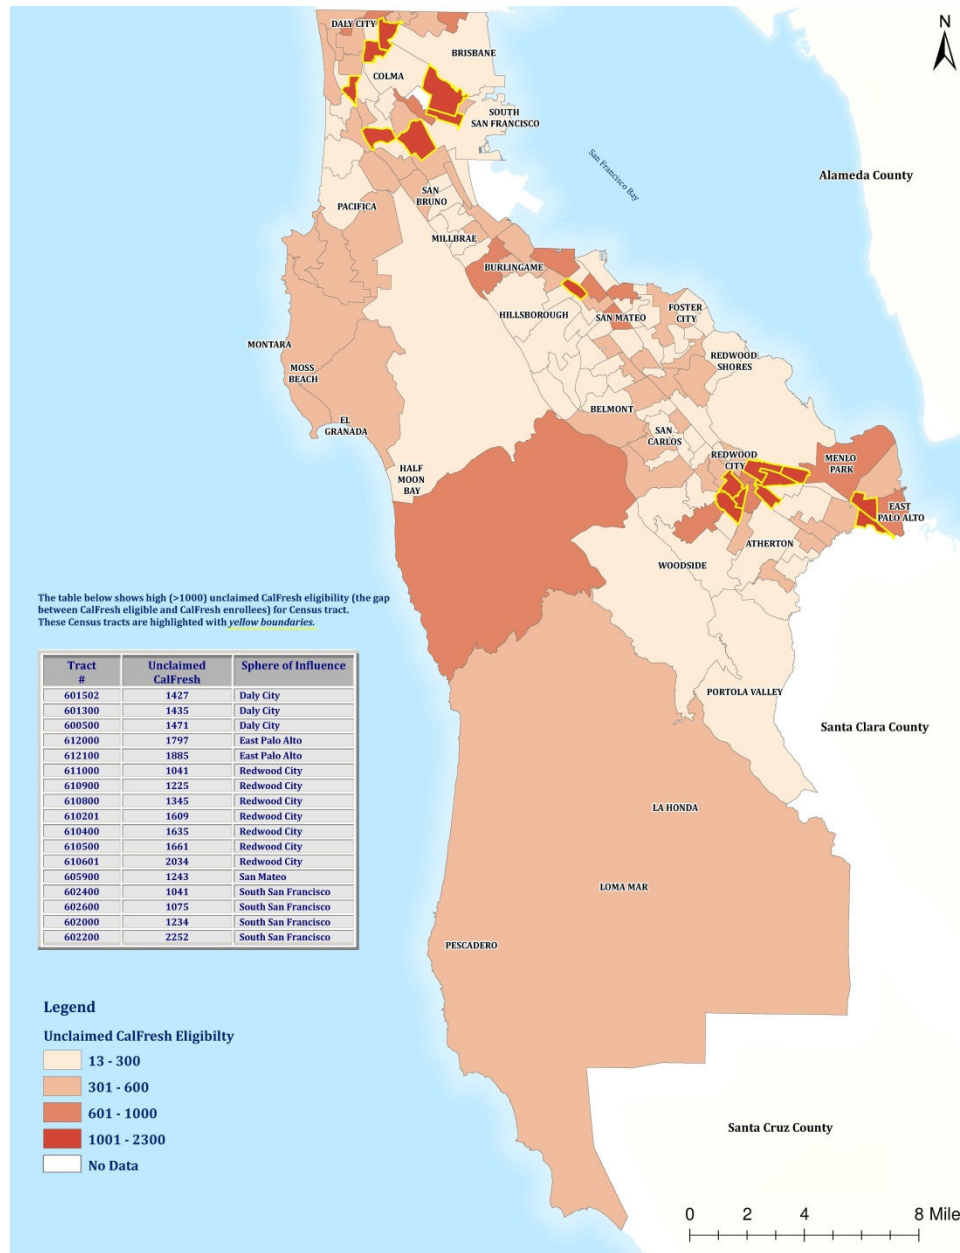 N
DALY CITY
BRISBANE
COLMA
SOUTH
SAN FRANCISCO
San Francisco Bay
Alameda County
SAN
BRUNO
PACIFICA
MILLBRAE
BURLINGAME
HILLSBOROUGH
SAN MATEO
FOSTER
CITY
MONTARA
MOSS
BEACH
REDWOOD
SHORES
EL
GRANADA
BELMONT
SAN
CARLOS
REDWOOD
CITY
MENLO
PARK
HALF
MOON
BAY
EAST
PALO ALTO
ATHERTON
WOODSIDE
The table below shows high (>1000) unclaimed CalFresh eligibility (the gap
between CalFresh eligible and CalFresh enrollees) for Census tract.
These Census tracts are highlighted with yellow boundaries.
Tract # Unclaimed CalFresh Sphere of Influence
601502 1427 Daly City
601300 1435 Daly City
600500 1471 Daly City
612000 1797 East Palo Alto
612100 1885 East Palo Alto
611000 1041 Redwood City
610900 1225 Redwood City
610800 1345 Redwood City
610201 1609 Redwood City
610400 1635 Redwood City
610500 1661 Redwood City
610601 2034 Redwood City
605900 1243 San Mateo
602400 1041 South San Francisco
602600 1075 South San Francisco
602000 1234 South San Francisco
602200 2252 South San Francisco
PORTOLA VALLEY
Santa Clara County
LA HONDA
LOMA MAR
PESCADERO
Legend
Unclaimed CalFresh Eligibilty
13 - 300
301 - 600
601 - 1000
1001 - 2300
No Data
Santa Cruz County
0 2 4 8 Mile